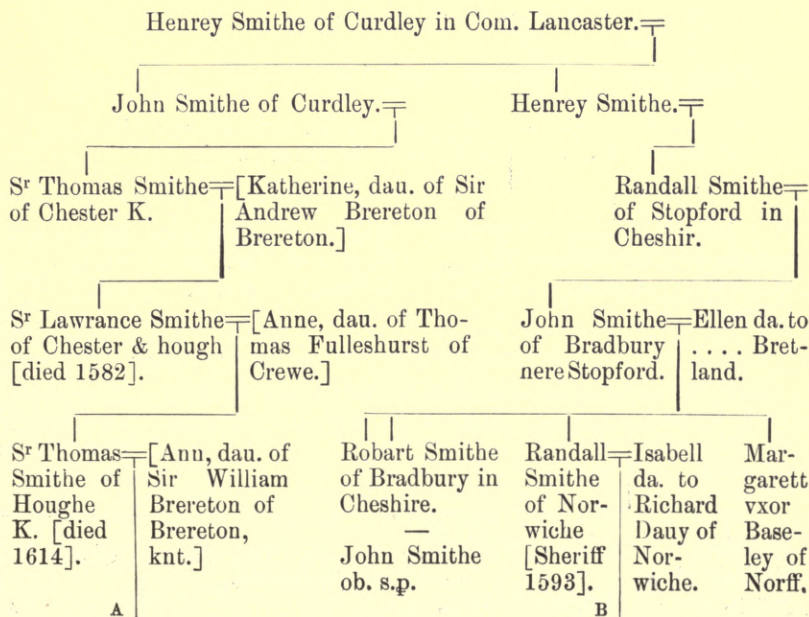 Henrey Smithe of Curdley in Com. Lancaster.
John Smithe of Curdley.
Henrey Smithe.
Sr Thomas Smithe
of Chester K.
[Katherine, dau. of Sir
Andrew Brereton of
Brereton.]
Randall Smithe
of Stopford in
Cheshir.
Sr Lawrance Smithe
of Chester & hough
[died 1582].
[Anne, dau. of Tho-
mas Fulleshurst of
Crewe.]
John Smithe
of Bradbury
nere Stopford.
Ellen da. to
. . . . Bret-
land.
Sr Thomas
Smithe of
Houghe
K. [died
1614].
[Ann, dau. of
Sir William
Brereton of
Brereton,
knt.]
Robart Smithe
of Bradbury in
Cheshire.
—
John Smithe
ob. s.p.
Randall
Smithe
of Nor-
wiche
[Sheriff
1593].
Isabell
da. to
Richard
Dauy of
Nor-
wiche.
Mar-
garett
vxor
Base-
ley of
Norff.
A
B